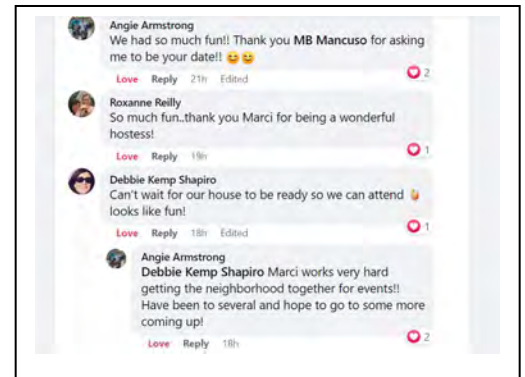 Angie Armstrong
We had so much fun!! Thank you MB Mancuso for asking
me to be your date!! 😄 😄
Love Reply 21h Edited
2
Roxanne Reilly
So much fun..thank you Marci for being a wonderful
hostess!
Love Reply 19h
1
Debbie Kemp Shapiro
Can't wait for our house to be ready so we can attend
looks like fun!
Love Reply 18h Edited
1
Angie Armstrong
Debbie Kemp Shapiro Marci works very hard
getting the neighborhood together for events!!
Have been to several and hope to go to some more
coming up!
Love Reply 18h
2